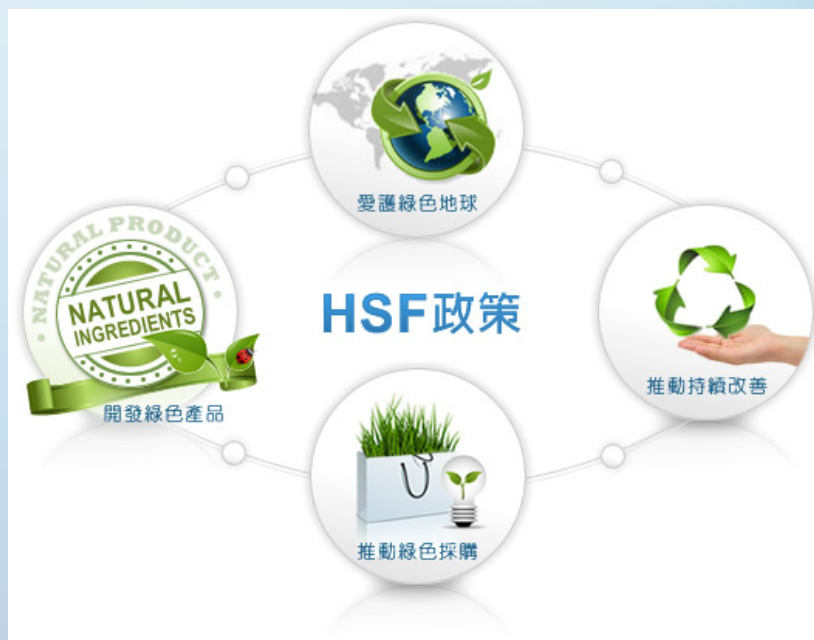 愛護綠色地球
NATURAL PRODUCT
NATURAL
INGREDIENTS
開發綠色產品
HSF政策
推動持續改善
推動綠色採購